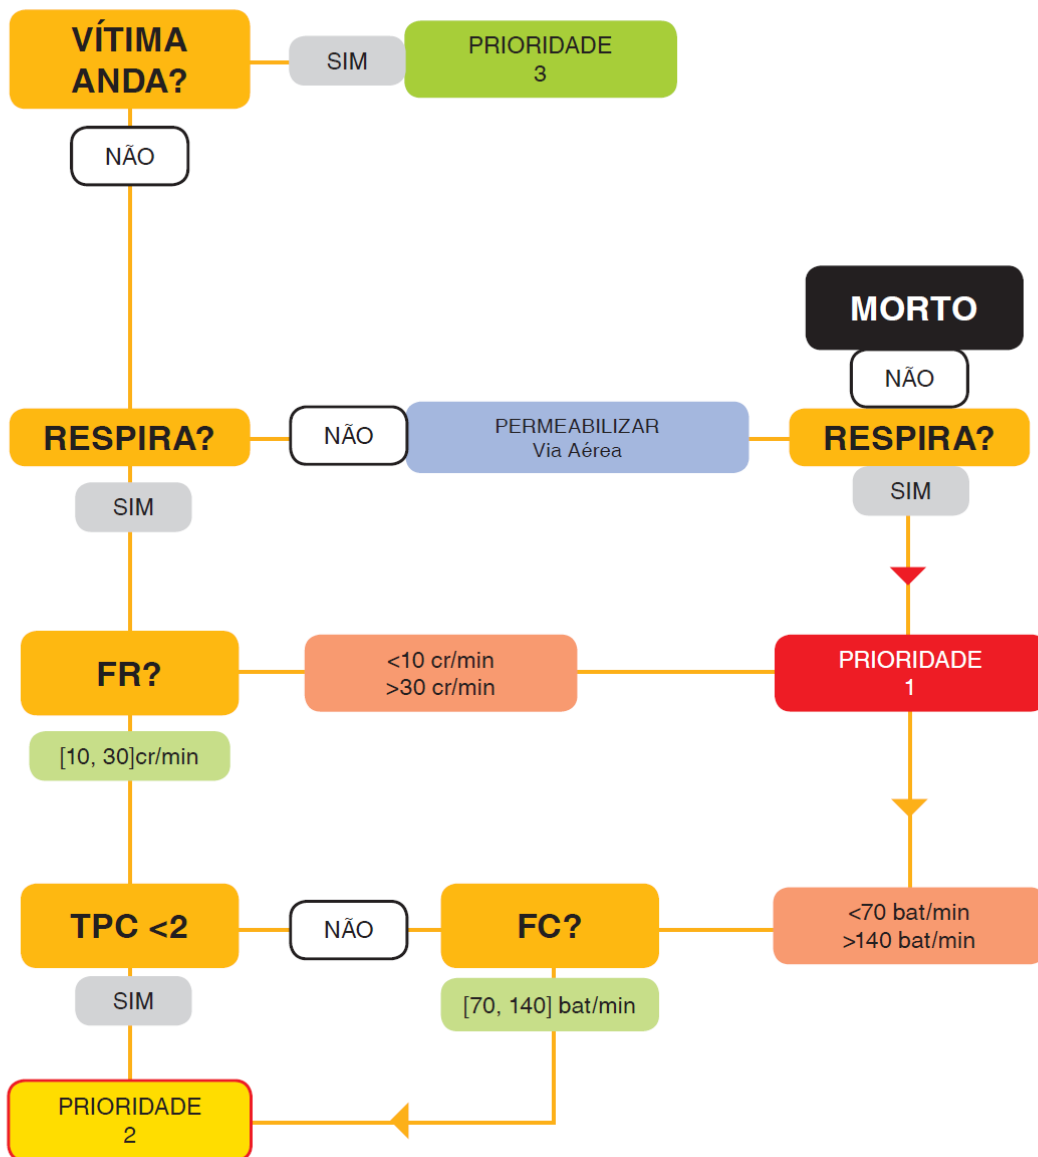 VÍTIMA
ANDA?
SIM
PRIORIDADE
3
NÃO
MORTO
NÃO
RESPIRA?
NÃO
PERMEABILIZAR
Via Aérea
RESPIRA?
SIM
SIM
FR?
<10 cr/min
>30 cr/min
PRIORIDADE
1
[10, 30]cr/min
TPC <2
NÃO
FC?
<70 bat/min
>140 bat/min
SIM
[70, 140] bat/min
PRIORIDADE
2